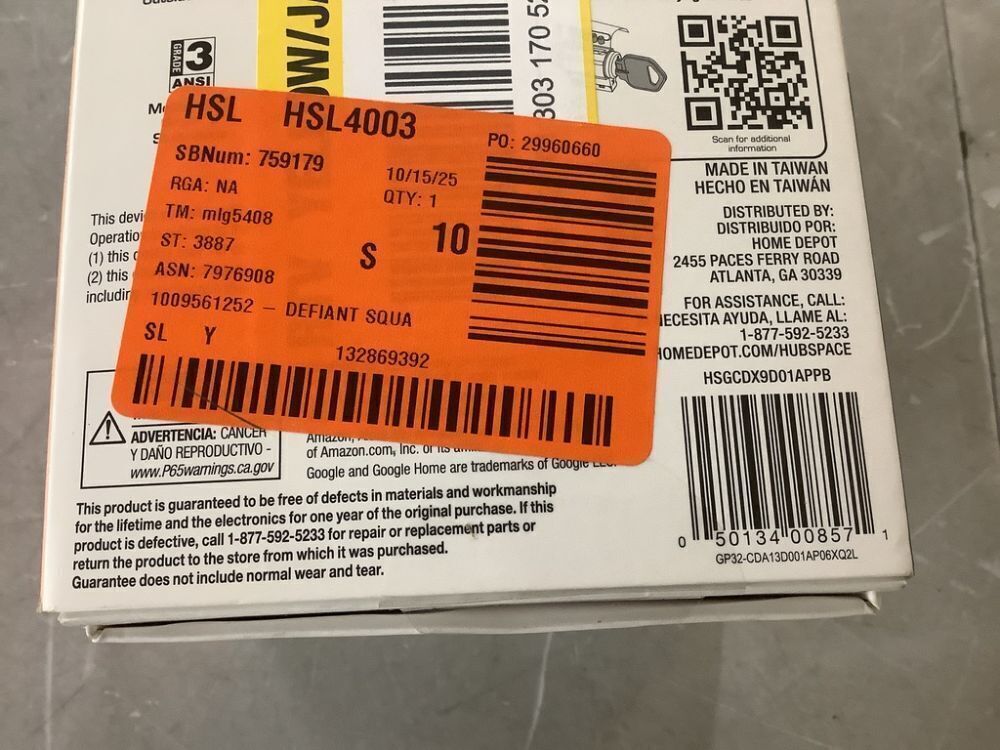 GRADE 3
ANSI
OW/JA
303 170 52
Scan for additional
information
HSL HSL4003
SBNum: 759179
RGA: NA
TM: mlg5408
ST: 3887
ASN: 7976908
1009561252 – DEFIANT SQUA
SL Y
132869392
10/15/25
QTY: 1
S 10
PO: 29960660
This devi
Operatio
(1) this
(2) this
includin
MADE IN TAIWAN
HECHO EN TAIWÁN
DISTRIBUTED BY:
DISTRIBUIDO POR:
HOME DEPOT
2455 PACES FERRY ROAD
ATLANTA, GA 30339
FOR ASSISTANCE, CALL:
NECESITA AYUDA, LLAME AL:
1-877-592-5233
HOMEDEPOT.COM/HUBSPACE
HSGCDX9D01APPB
ADVERTENCIA: CÁNCER
Y DAÑO REPRODUCTIVO -
www.P65warnings.ca.gov
Amazon,
of Amazon.com, Inc. or its
Google and Google Home are trademarks of Google LLC.
This product is guaranteed to be free of defects in materials and workmanship
for the lifetime and the electronics for one year of the original purchase. If this
product is defective, call 1-877-592-5233 for repair or replacement parts or
return the product to the store from which it was purchased.
Guarantee does not include normal wear and tear.
0 50134 00857 1
GP32-CDA13D001AP06XQ2L